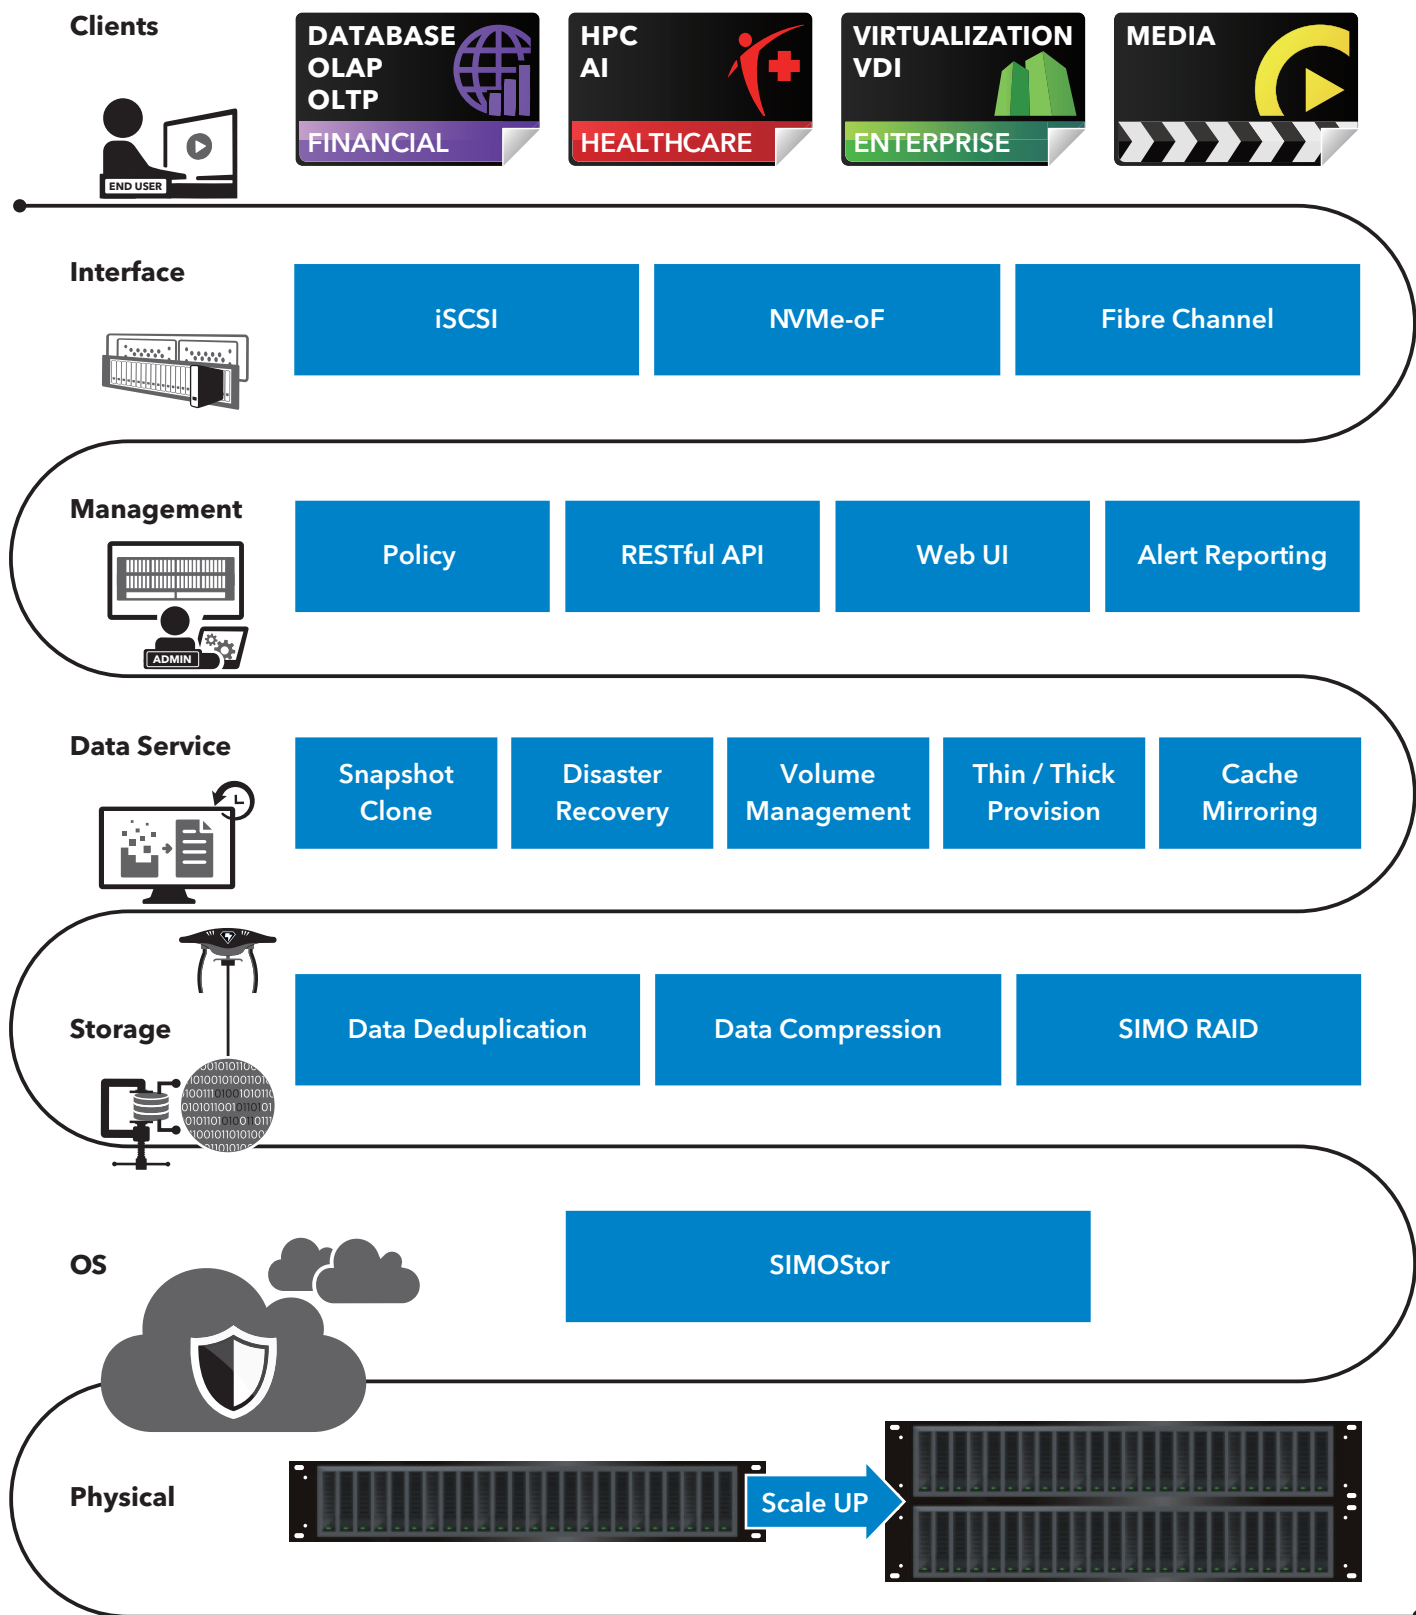 Clients
DATABASE
OLAP
OLTP
FINANCIAL
HPC
AI
HEALTHCARE
VIRTUALIZATION
VDI
ENTERPRISE
MEDIA
END USER
Interface
iSCSI
NVMe-oF
Fibre Channel
Management
Policy
RESTful API
Web UI
Alert Reporting
ADMIN
Data Service
Snapshot
Clone
Disaster
Recovery
Volume
Management
Thin / Thick
Provision
Cache
Mirroring
Storage
Data Deduplication
Data Compression
SIMO RAID
OS
SIMOStor
Physical
Scale UP